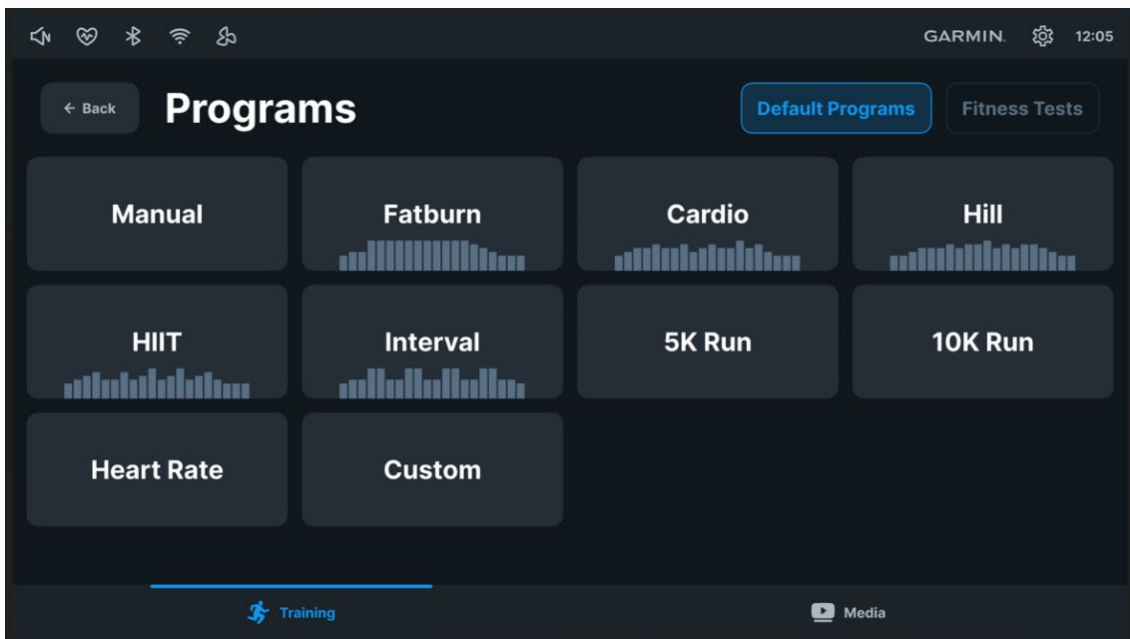 GARMIN. 12:05
← Back Programs Default Programs Fitness Tests
Manual Fatburn Cardio Hill
HIIT Interval 5K Run 10K Run
Heart Rate Custom
Training Media